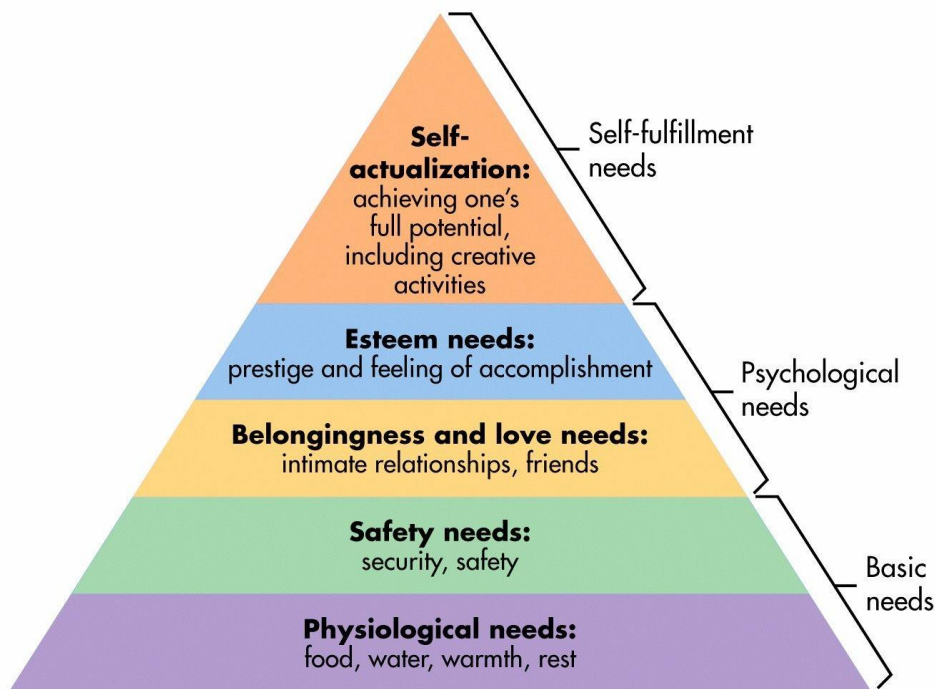 Self-
actualization:
achieving one's
full potential,
including creative
activities
Self-fulfillment
needs
Esteem needs:
prestige and feeling of accomplishment
Psychological
needs
Belongingness and love needs:
intimate relationships, friends
Safety needs:
security, safety
Basic
needs
Physiological needs:
food, water, warmth, rest